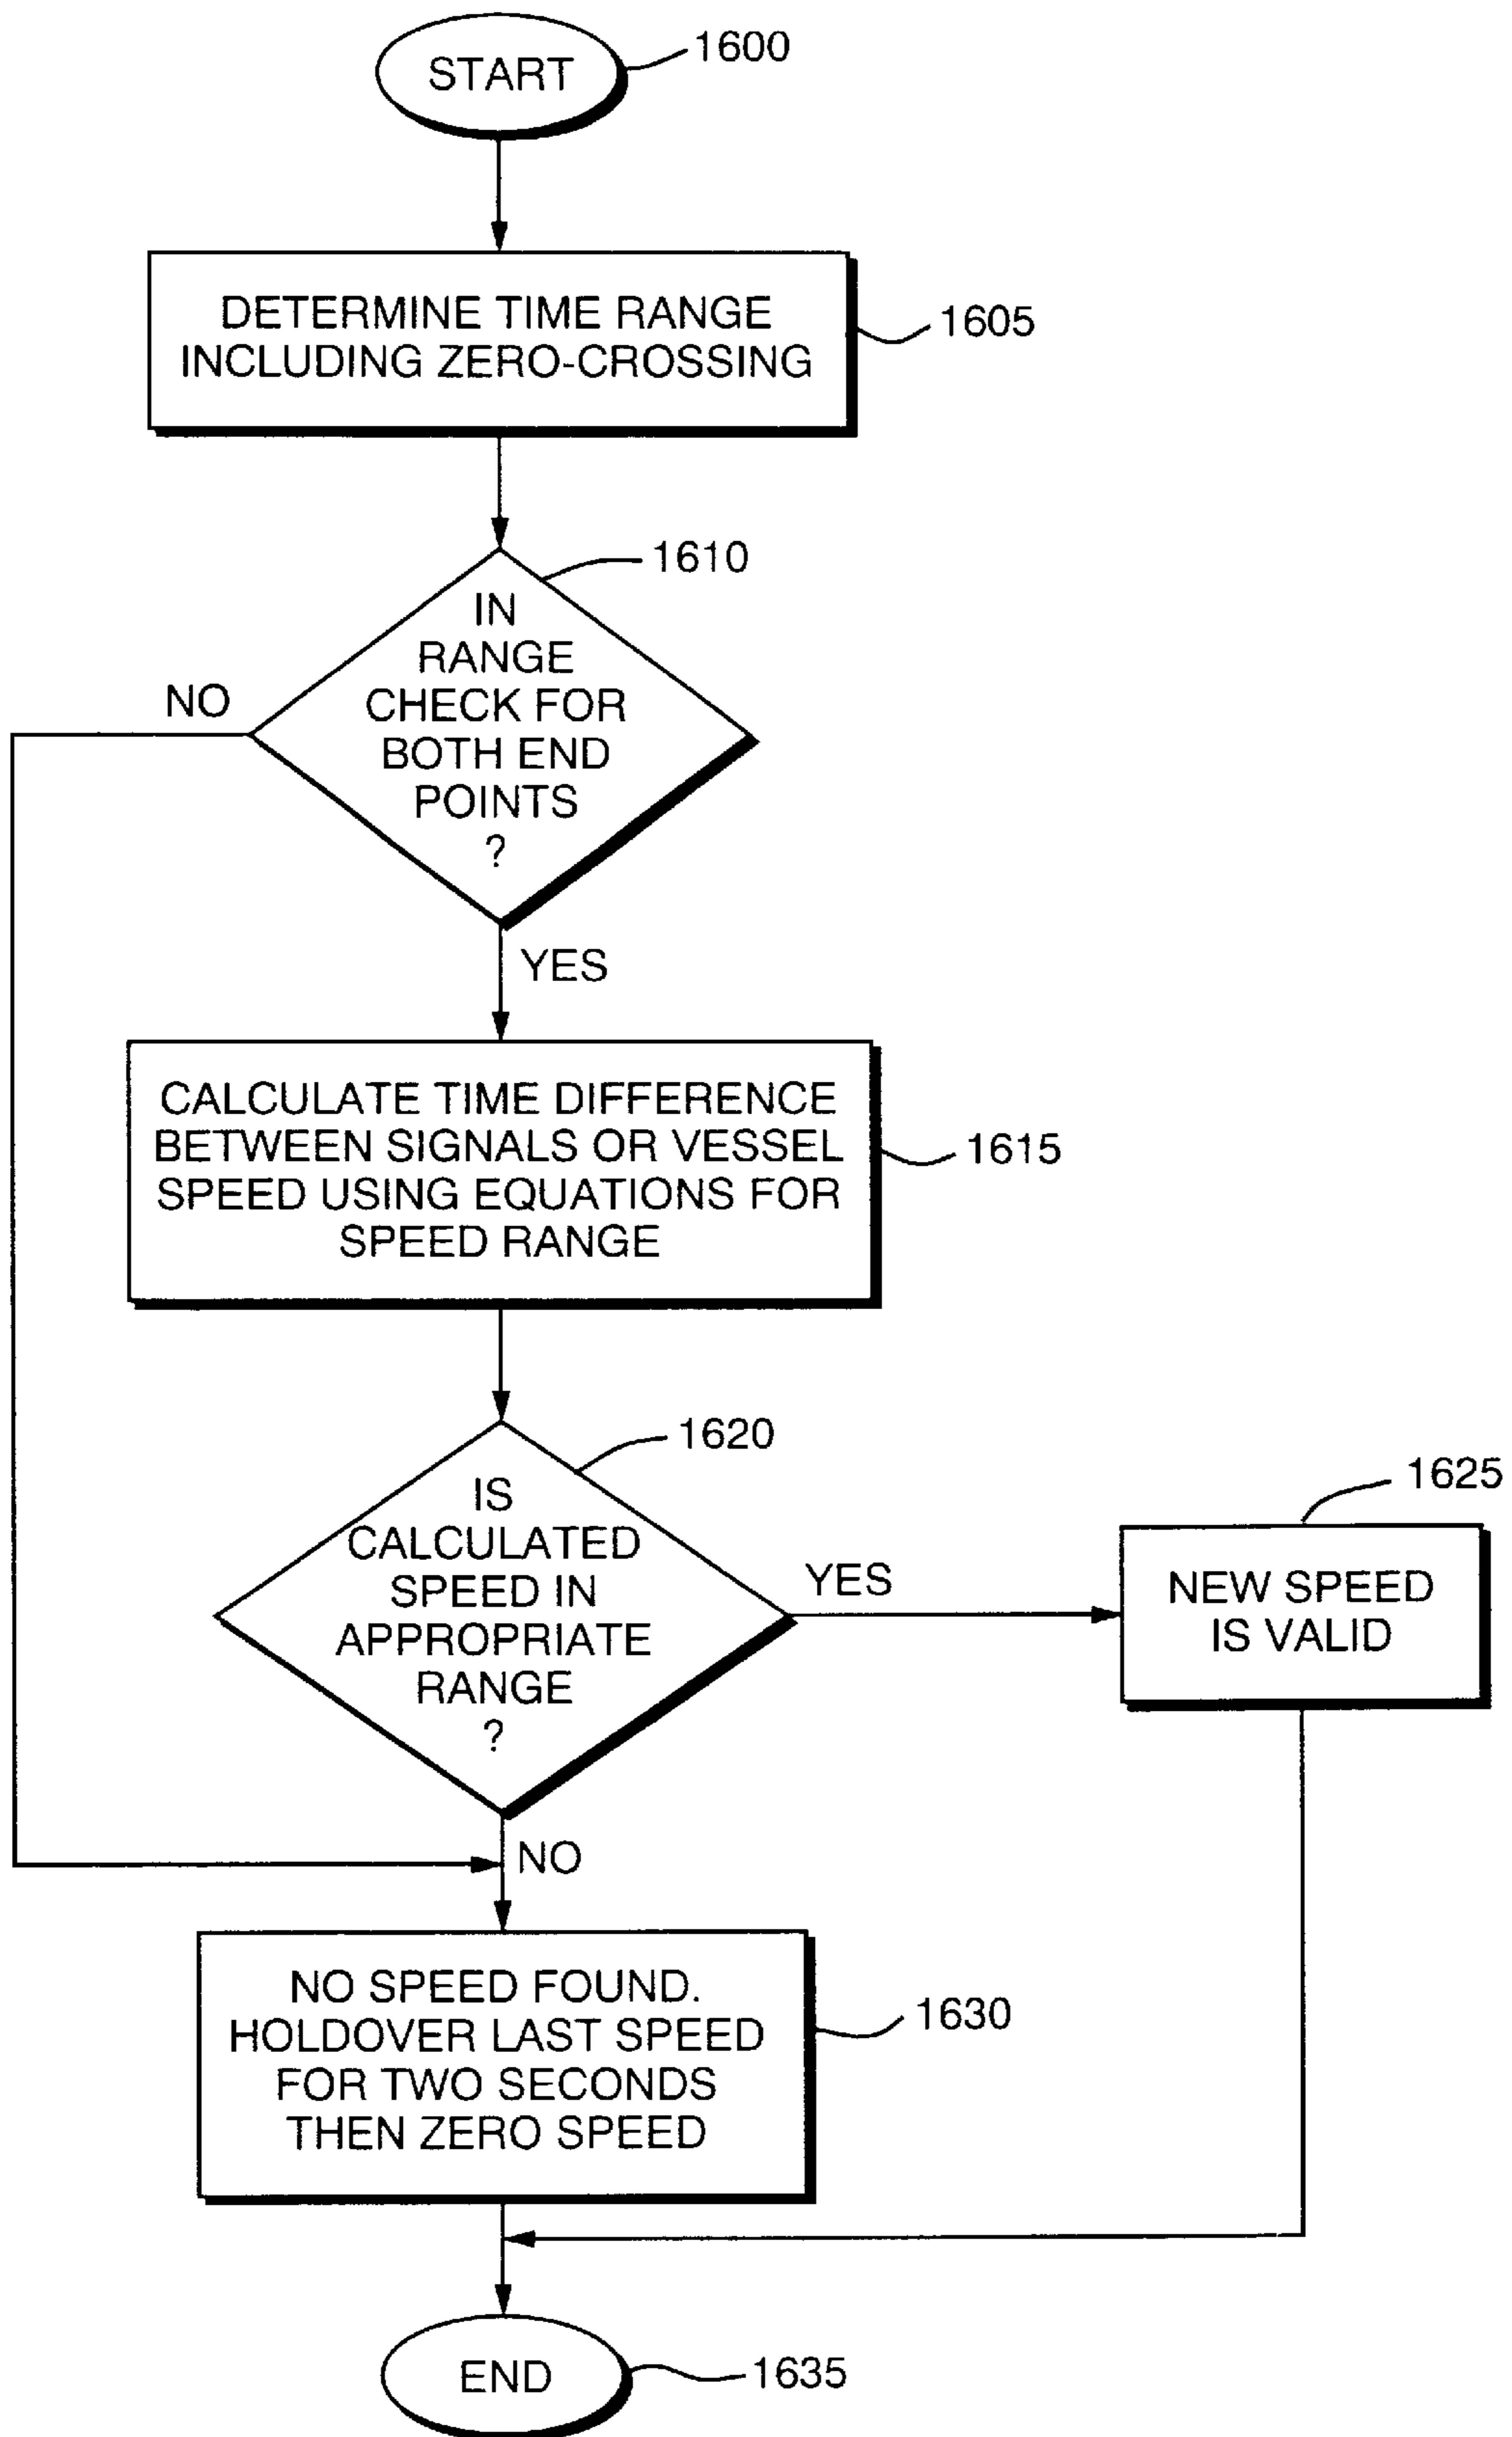 START
1600
DETERMINE TIME RANGE
INCLUDING ZERO-CROSSING
1605
1610
IN
RANGE
CHECK FOR
BOTH END
POINTS
?
NO
YES
CALCULATE TIME DIFFERENCE
BETWEEN SIGNALS OR VESSEL
SPEED USING EQUATIONS FOR
SPEED RANGE
1615
1620
IS
CALCULATED
SPEED IN
APPROPRIATE
RANGE
?
YES
1625
NEW SPEED
IS VALID
NO
NO SPEED FOUND.
HOLDOVER LAST SPEED
FOR TWO SECONDS
THEN ZERO SPEED
1630
END
1635